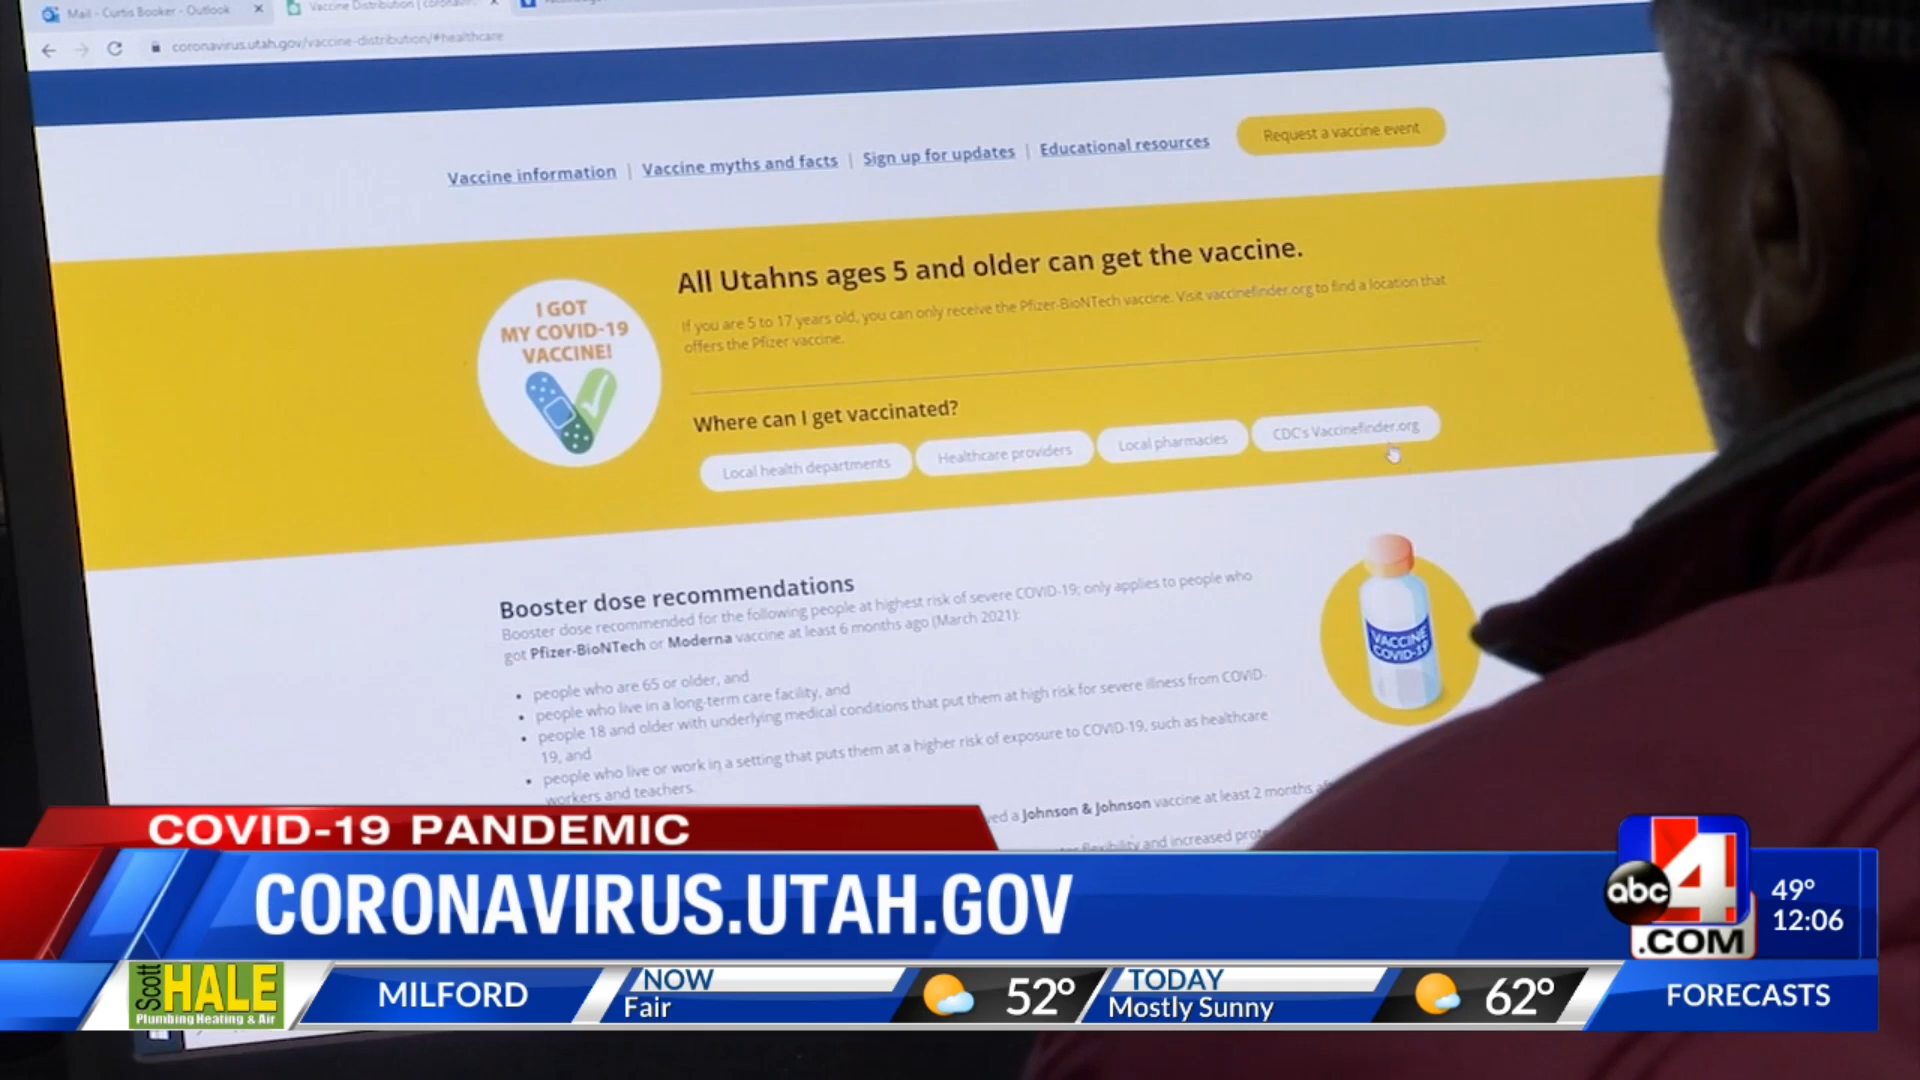 Mail - Curtis Booker - Outlook
Vaccine Distribution | coronavir
coronavirus.utah.gov/vaccine-distribution/#healthcare
Vaccine information | Vaccine myths and facts | Sign up for updates | Educational resources
Request a vaccine event
I GOT
MY COVID-19
VACCINE!
All Utahns ages 5 and older can get the vaccine.
If you are 5 to 17 years old, you can only receive the Pfizer-BioNTech vaccine. Visit vaccinefinder.org to find a location that
offers the Pfizer vaccine.
Where can I get vaccinated?
Local health departments
Healthcare providers
Local pharmacies
CDC's Vaccinefinder.org
Booster dose recommendations
Booster dose recommended for the following people at highest risk of severe COVID-19; only applies to people who
got Pfizer-BioNTech or Moderna vaccine at least 6 months ago (March 2021):
• people who are 65 or older, and
• people who live in a long-term care facility, and
• people 18 and older with underlying medical conditions that put them at high risk for severe illness from COVID-
19, and
• people who live or work in a setting that puts them at a higher risk of exposure to COVID-19, such as healthcare
workers and teachers.
VACCINE
COVID-19
ved a Johnson & Johnson vaccine at least 2 months
flexibility and increased
COVID-19 PANDEMIC
CORONAVIRUS.UTAH.GOV
abc 4
.COM
49°
12:06
Scott
HALE
Plumbing Heating & Air
MILFORD
NOW
Fair
52°
TODAY
Mostly Sunny
62°
FORECASTS